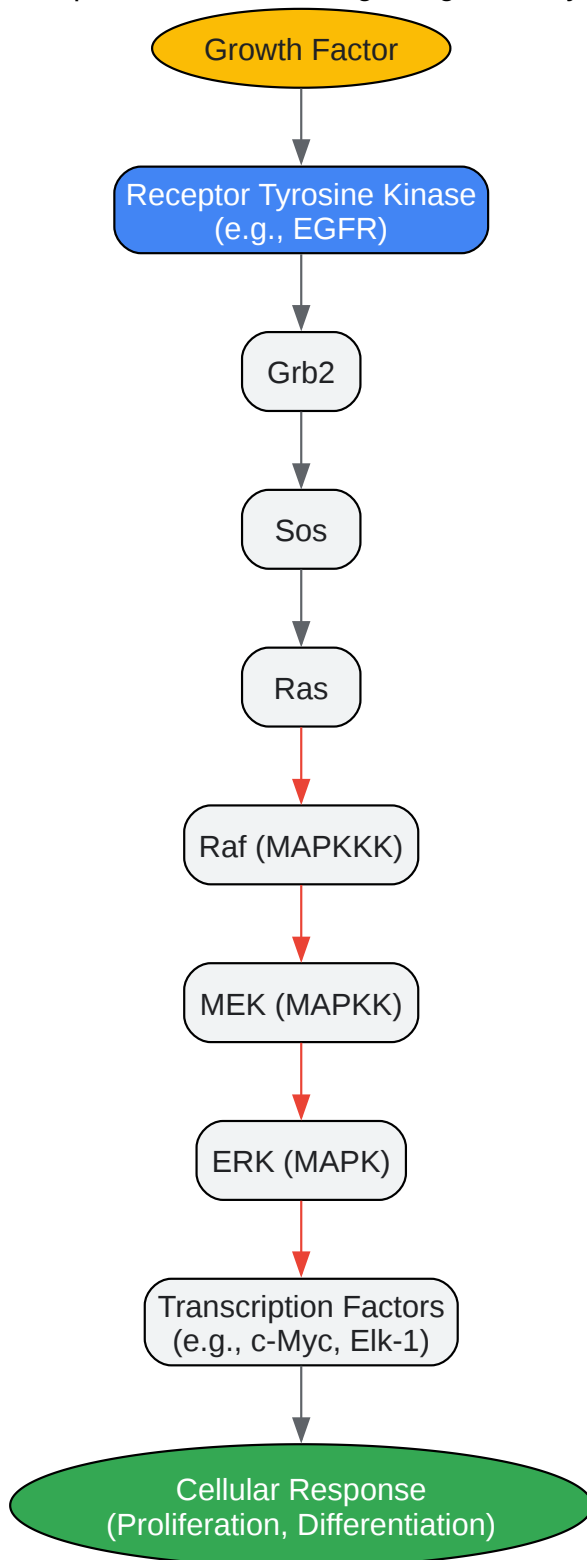 Growth Factor
Receptor Tyrosine Kinase
(e.g., EGFR)
Grb2
Sos
Ras
Raf (MAPKKK)
MEK (MAPKK)
ERK (MAPK)
Transcription Factors
(e.g., c-Myc, Elk-1)
Cellular Response
(Proliferation, Differentiation)